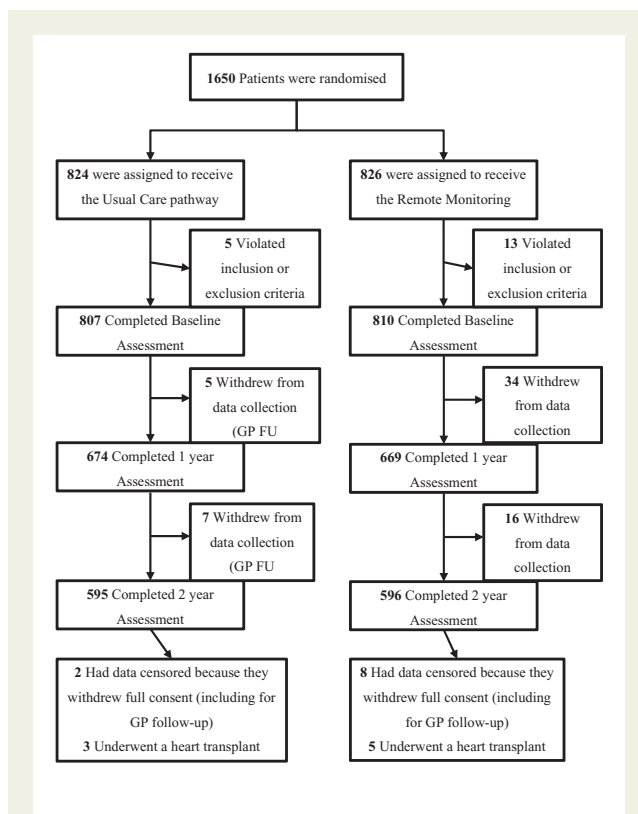 1650 Patients were randomised
824 were assigned to receive
the Usual Care pathway
826 were assigned to receive
the Remote Monitoring
5 Violated
inclusion or
exclusion criteria
13 Violated
inclusion or
exclusion criteria
807 Completed Baseline
Assessment
810 Completed Baseline
Assessment
5 Withdrew from
data collection
(GP FU
34 Withdrew
from data
collection
674 Completed 1 year
Assessment
669 Completed 1 year
Assessment
7 Withdrew from
data collection
(GP FU
16 Withdrew
from data
collection
595 Completed 2 year
Assessment
596 Completed 2 year
Assessment
2 Had data censored because they
withdrew full consent (including for
GP follow-up)
3 Underwent a heart transplant
8 Had data censored because they
withdrew full consent (including
for GP follow-up)
5 Underwent a heart transplant